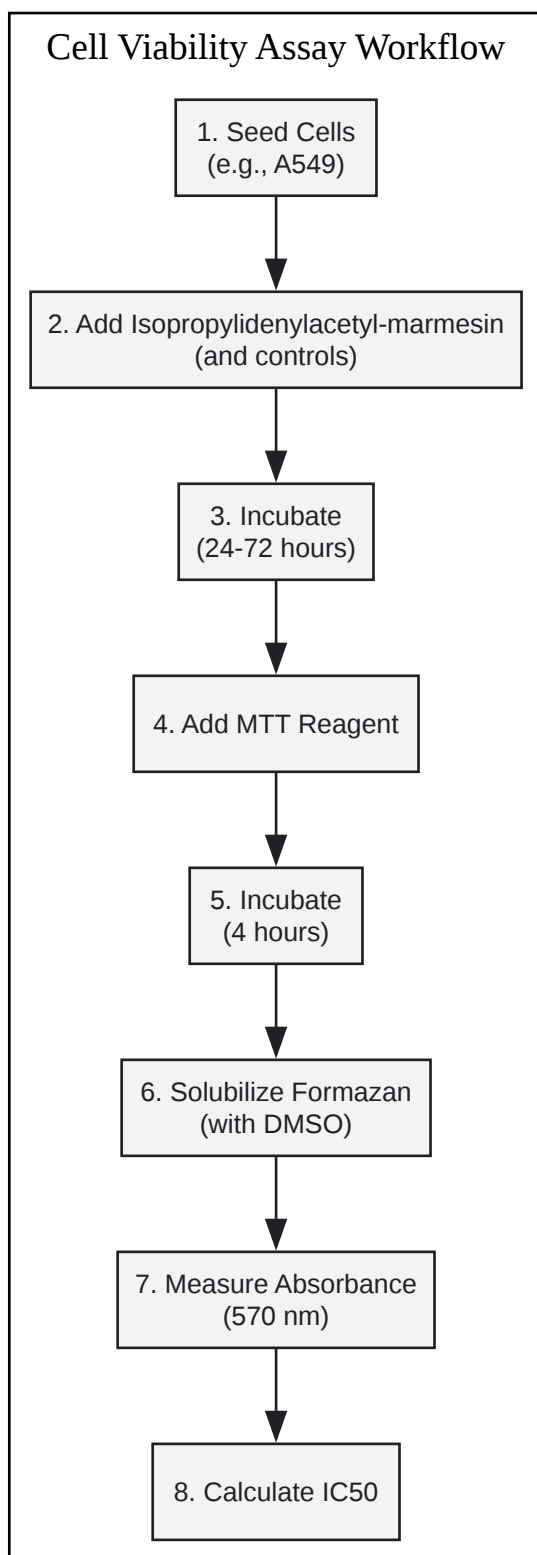 Cell Viability Assay Workflow
1. Seed Cells
(e.g., A549)
2. Add Isopropylidenylacetyl-marmesin
(and controls)
3. Incubate
(24-72 hours)
4. Add MTT Reagent
5. Incubate
(4 hours)
6. Solubilize Formazan
(with DMSO)
7. Measure Absorbance
(570 nm)
8. Calculate IC50